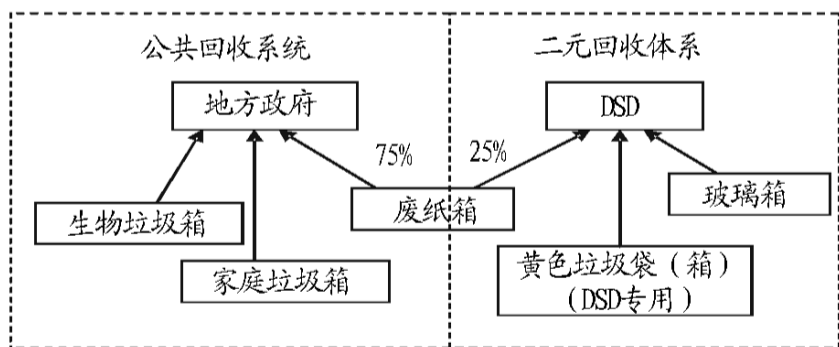 公共回收系统
二元回收体系
地方政府
DSD
75%
25%
生物垃圾箱
废纸箱
玻璃箱
家庭垃圾箱
黄色垃圾袋（箱）
(DSD专用）